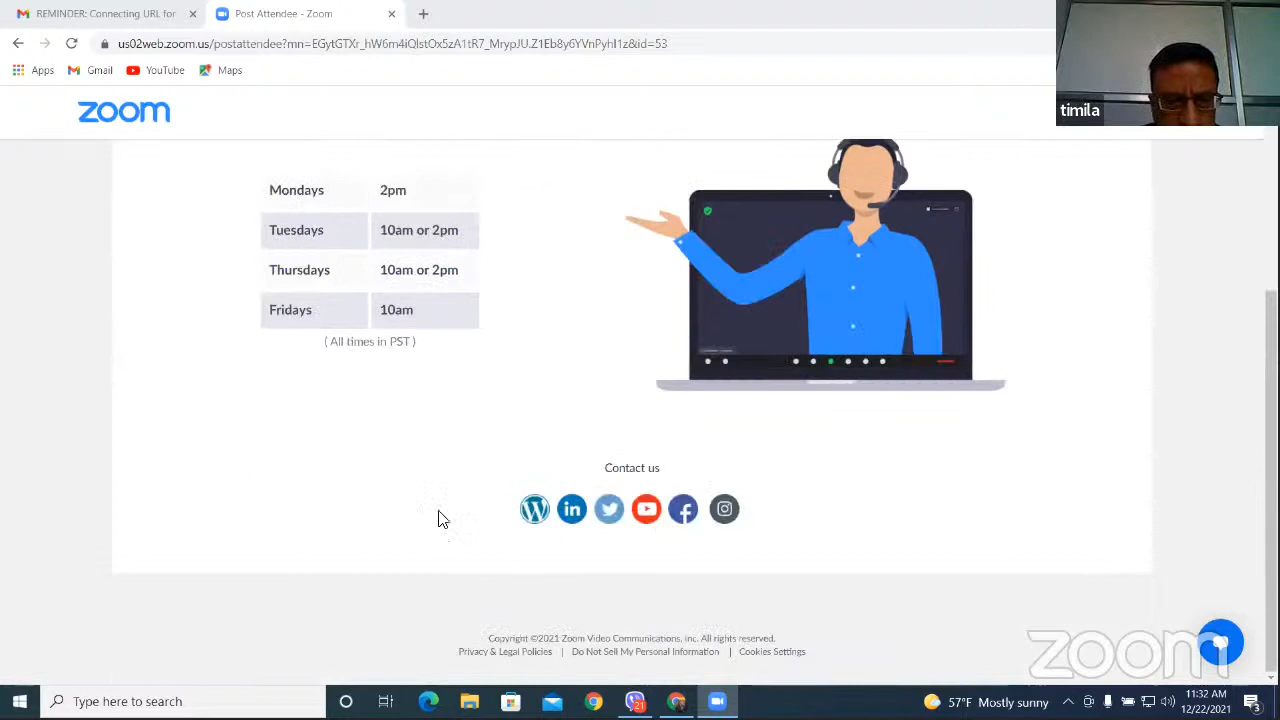 REMINDER: Connecting URL for
Post Attendee - Zoom
us02web.zoom.us/postattendee?mn=EGytGTXr_hW6m4iQlstOx5zA1tR7_MrypJU.Z1Eb8y6YVnPyhI1z&id=53
Apps Gmail YouTube Maps
timila
zoom
Mondays 2pm
Tuesdays 10am or 2pm
Thursdays 10am or 2pm
Fridays 10am
( All times in PST )
Contact us
Copyright ©2021 Zoom Video Communications, Inc. All rights reserved.
Privacy & Legal Policies | Do Not Sell My Personal Information | Cookies Settings
zoom
Type here to search
21
57°F Mostly sunny
11:32 AM
12/22/2021
3